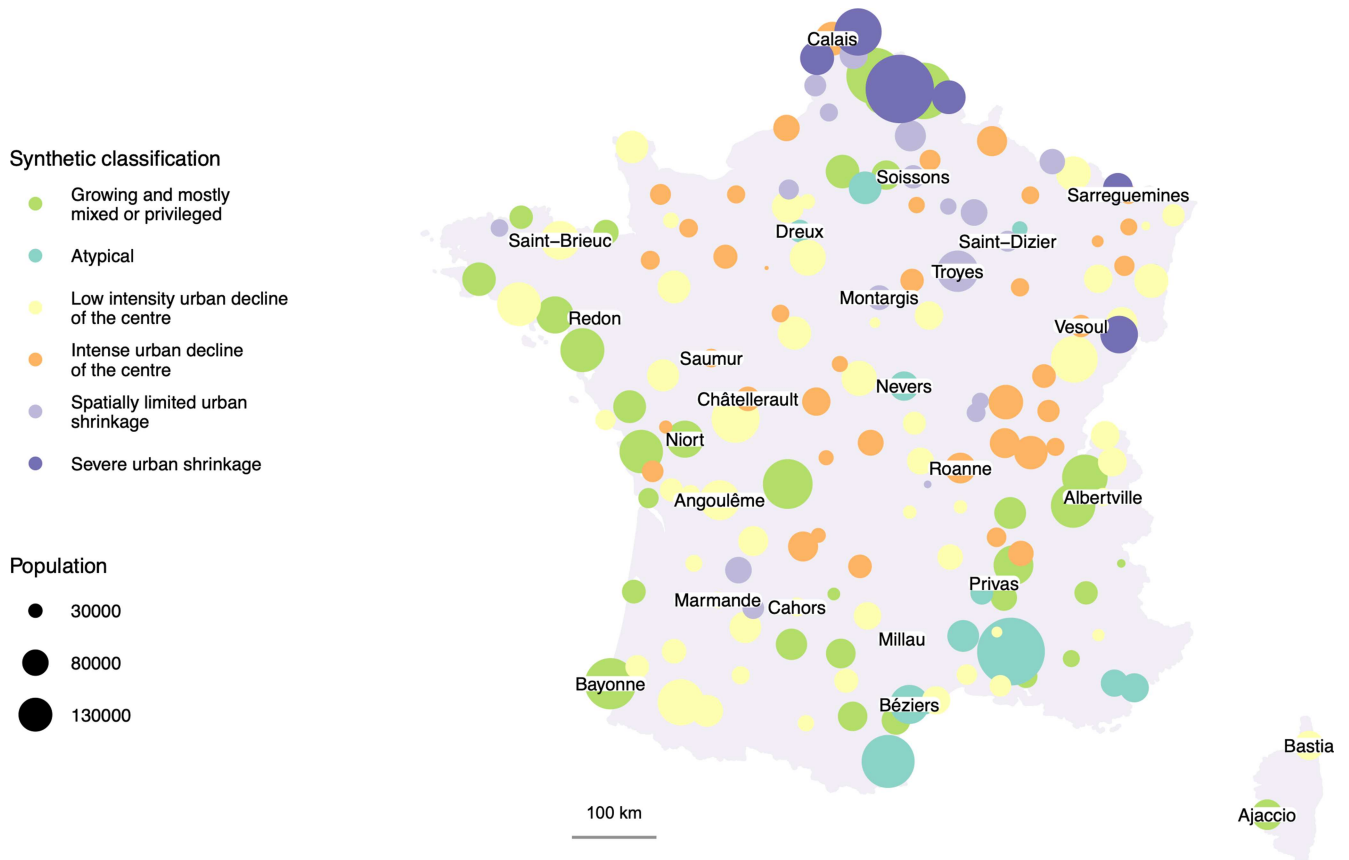 Synthetic classification
Growing and mostly
mixed or privileged
Atypical
Low intensity urban decline
of the centre
Intense urban decline
of the centre
Spatially limited urban
shrinkage
Severe urban shrinkage
Population
30000
80000
130000
Calais
Soissons
Sarreguemines
Dreux
Saint–Brieuc
Saint–Dizier
Troyes
Montargis
Redon
Vesoul
Saumur
Nevers
Châtellerault
Niort
Roanne
Angoulême
Albertville
Privas
Marmande
Cahors
Millau
Bayonne
Béziers
Bastia
100 km
Ajaccio